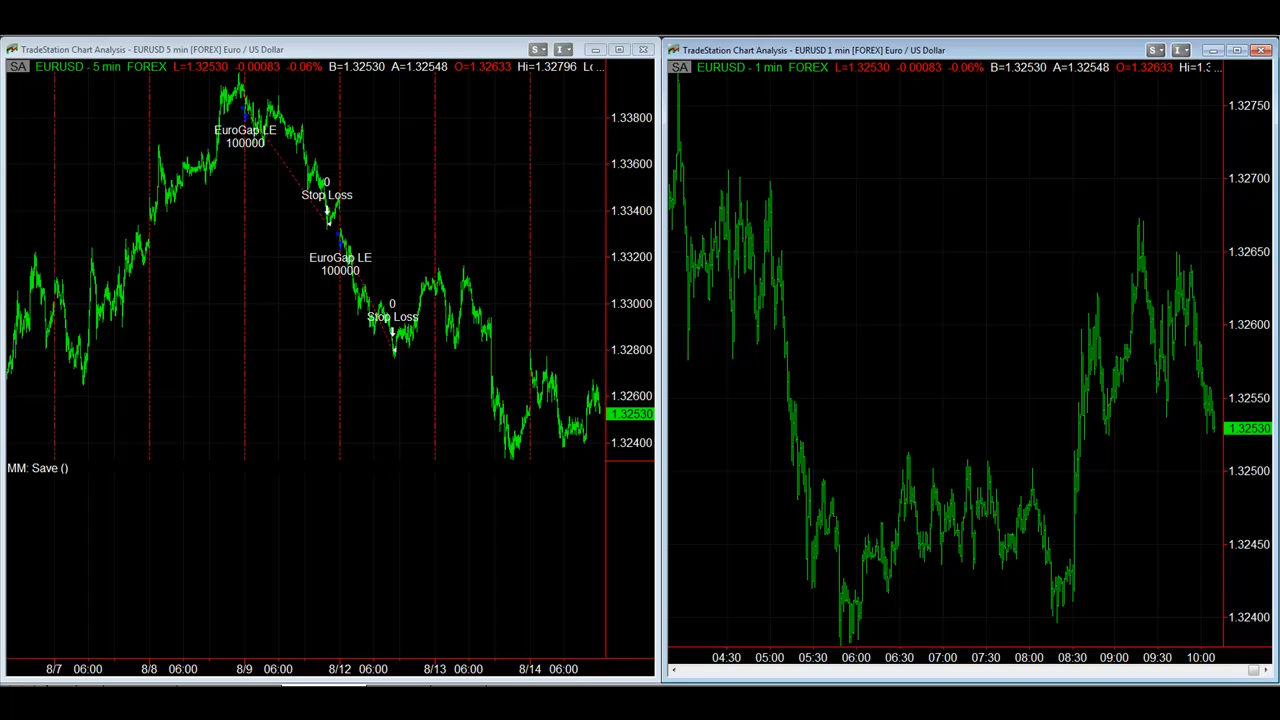 TradeStation Chart Analysis - EURUSD 5 min [FOREX] Euro / US Dollar
S
I
SA EURUSD - 5 min FOREX L=1.32530 -0.00083 -0.06% B=1.32530 A=1.32548 O=1.32633 Hi=1.32796 Lc ...
1.33800
1.33600
1.33400
1.33200
1.33000
1.32800
1.32600
1.32530
1.32400
EuroGap LE
100000
0
Stop Loss
EuroGap LE
100000
0
Stop Loss
MM: Save ()
8/7 06:00 8/8 06:00 8/9 06:00 8/12 06:00 8/13 06:00 8/14 06:00
TradeStation Chart Analysis - EURUSD 1 min [FOREX] Euro / US Dollar
S
I
SA EURUSD - 1 min FOREX L=1.32530 -0.00083 -0.06% B=1.32530 A=1.32548 O=1.32633 Hi=1.3 ...
1.32750
1.32700
1.32650
1.32600
1.32550
1.32530
1.32500
1.32450
1.32400
04:30 05:00 05:30 06:00 06:30 07:00 07:30 08:00 08:30 09:00 09:30 10:00